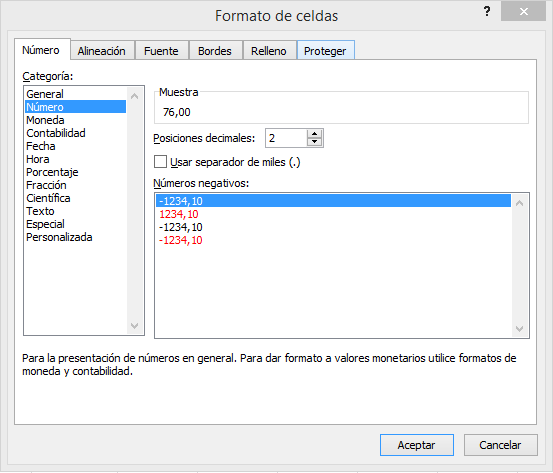 Formato de celdas
?
Número Alineación Fuente Bordes Relleno Proteger
Categoría:
General
Número
Moneda
Contabilidad
Fecha
Hora
Porcentaje
Fracción
Científica
Texto
Especial
Personalizada
Muestra
76,00
Posiciones decimales: 2
Usar separador de miles (.)
Números negativos:
-1234,10
1234,10
-1234,10
-1234,10
Para la presentación de números en general. Para dar formato a valores monetarios utilice formatos de
moneda y contabilidad.
Aceptar Cancelar